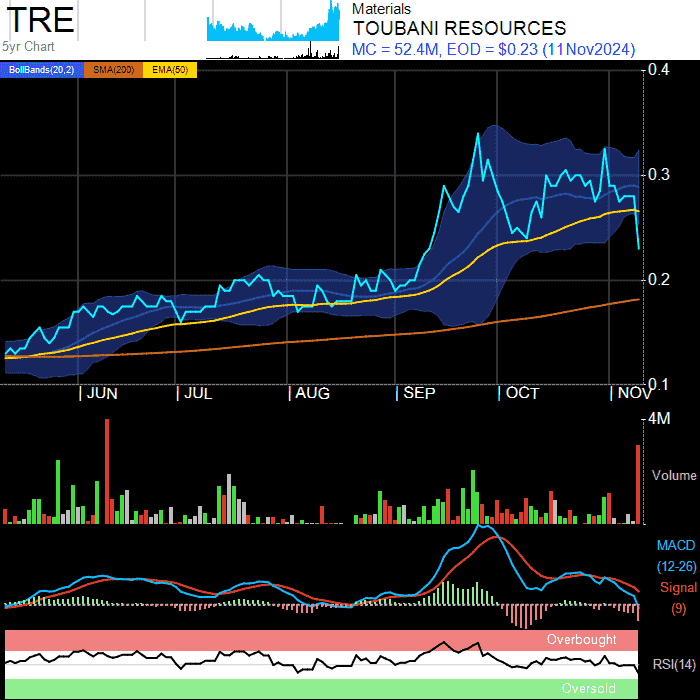 TRE
5yr Chart
Materials
TOUBANI RESOURCES
MC = 52.4M, EOD = $0.23 (11Nov2024)
BollBands(20,2) SMA(200) EMA(50)
0.4
0.3
0.2
0.1
JUN JUL AUG SEP OCT NOV
4M
Volume
MACD
(12-26)
Signal
(9)
Overbought
RSI(14)
Oversold